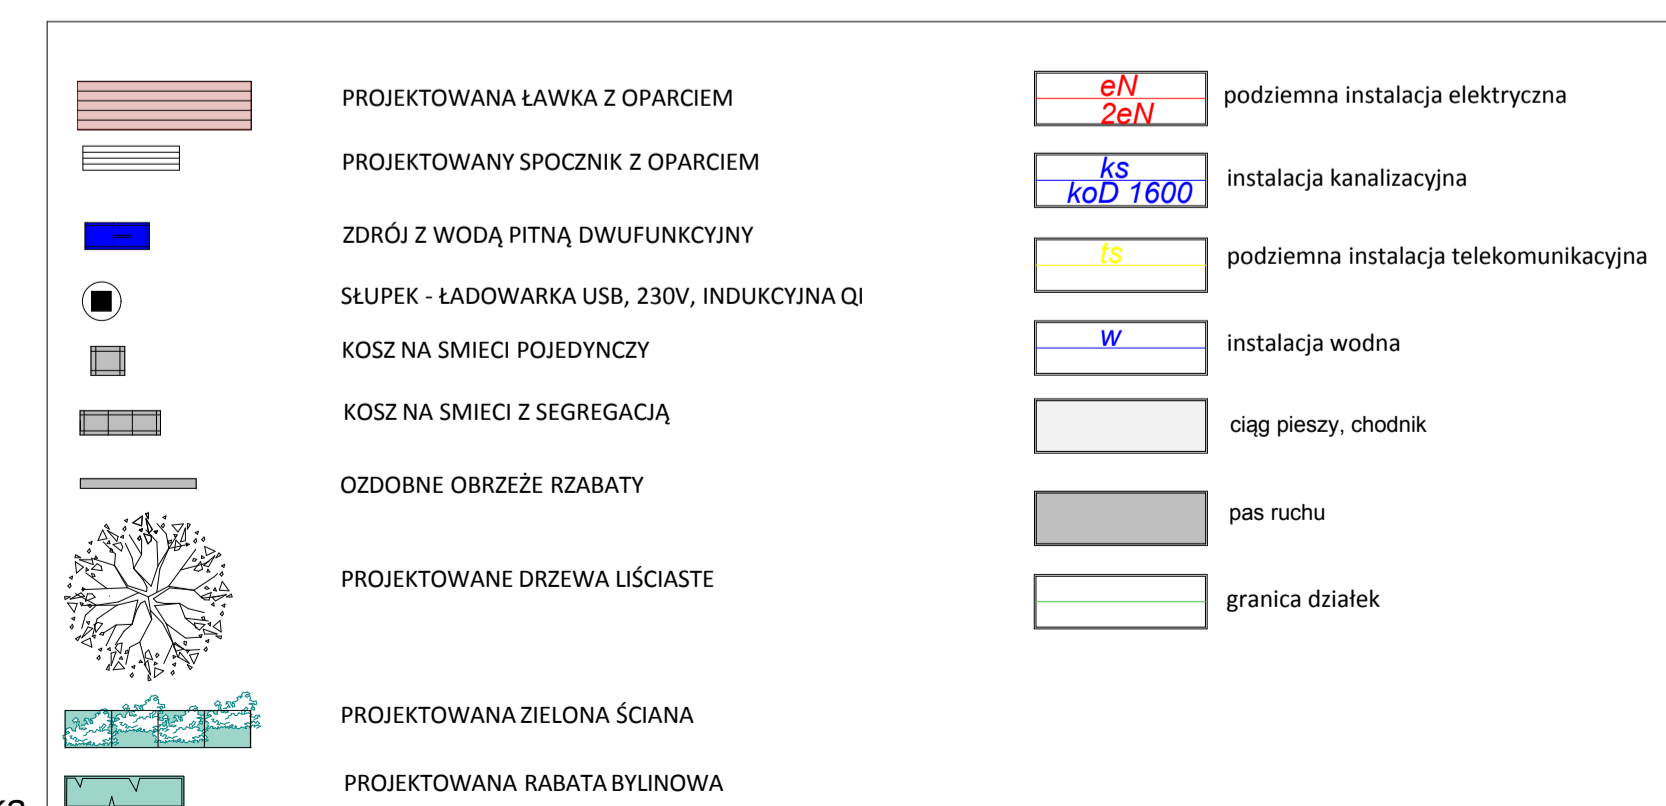 PROJEKTOWANA ŁAWKA Z OPARCIEM
PROJEKTOWANY SPOCZNIK Z OPARCIEM
ZDRÓJ Z WODĄ PITNĄ DWUFUNKCYJNY
SŁUPEK - ŁADOWARKA USB, 230V, INDUKCYJNA QI
KOSZ NA SMIECI POJEDYNCZY
KOSZ NA SMIECI Z SEGREGACJĄ
OZDOBNE OBRZEŻE RZABATY
PROJEKTOWANE DRZEWA LIŚCIASTE
PROJEKTOWANA ZIELONA ŚCIANA
PROJEKTOWANA RABATA BYLINOWA
eN
2eN
podziemna instalacja elektryczna
ks
koD 1600
instalacja kanalizacyjna
ts
podziemna instalacja telekomunikacyjna
w
instalacja wodna
ciąg pieszy, chodnik
pas ruchu
granica działek